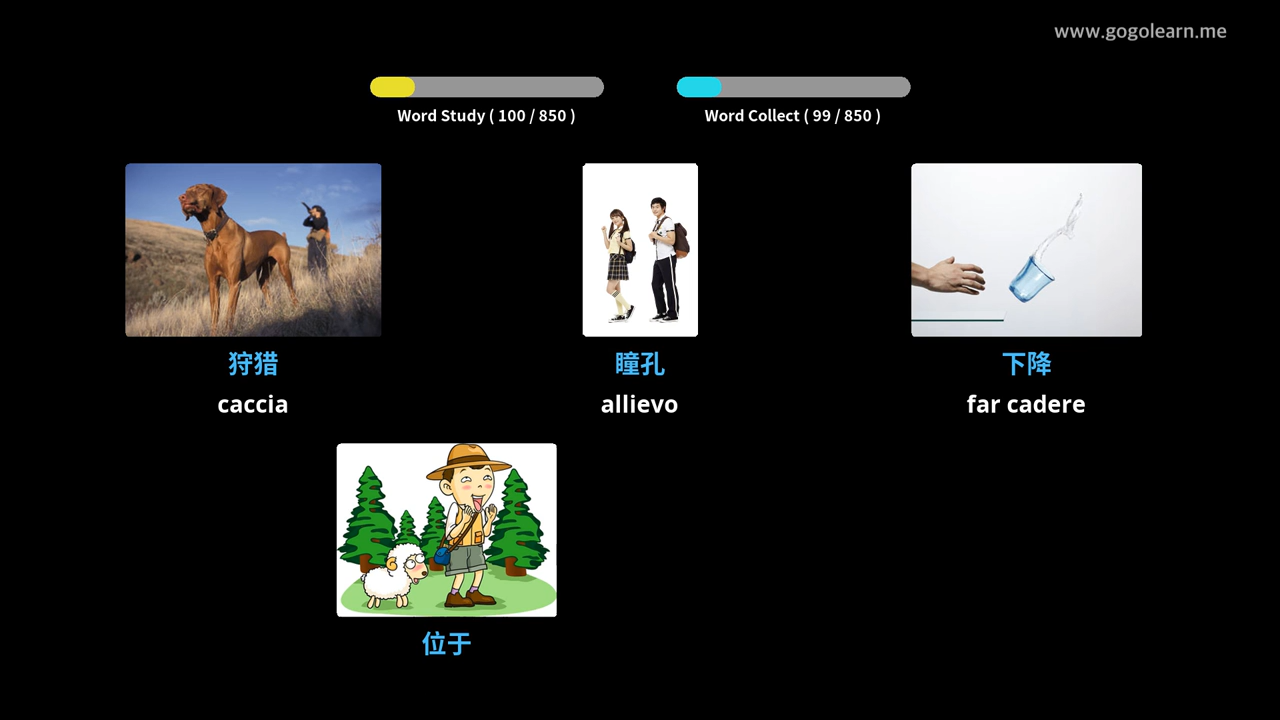 www.gogolearn.me
Word Study ( 100 / 850 )
Word Collect ( 99 / 850 )
狩猎
瞳孔
下降
caccia
allievo
far cadere
位于